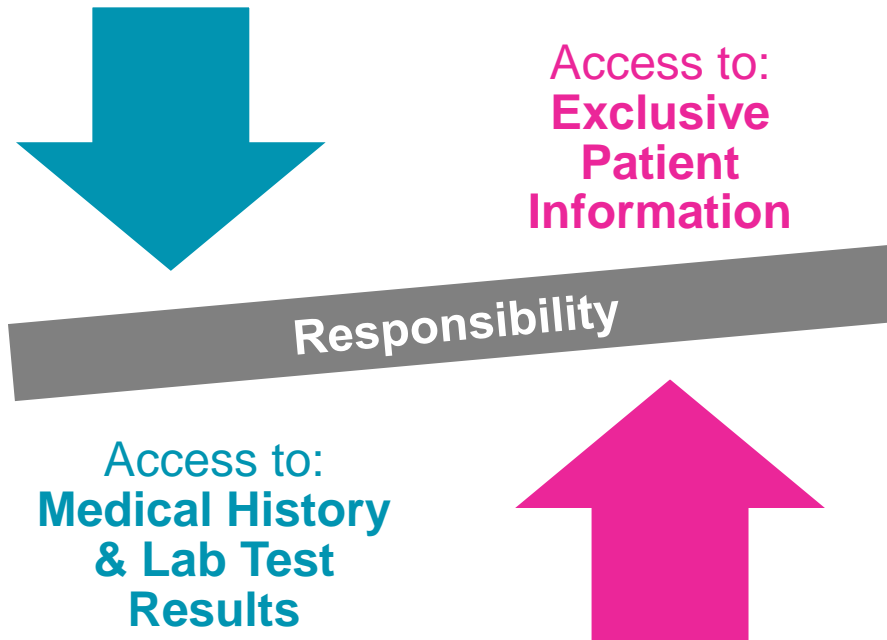 Access to:
Exclusive
Patient
Information
Responsibility
Access to:
Medical History
& Lab Test
Results